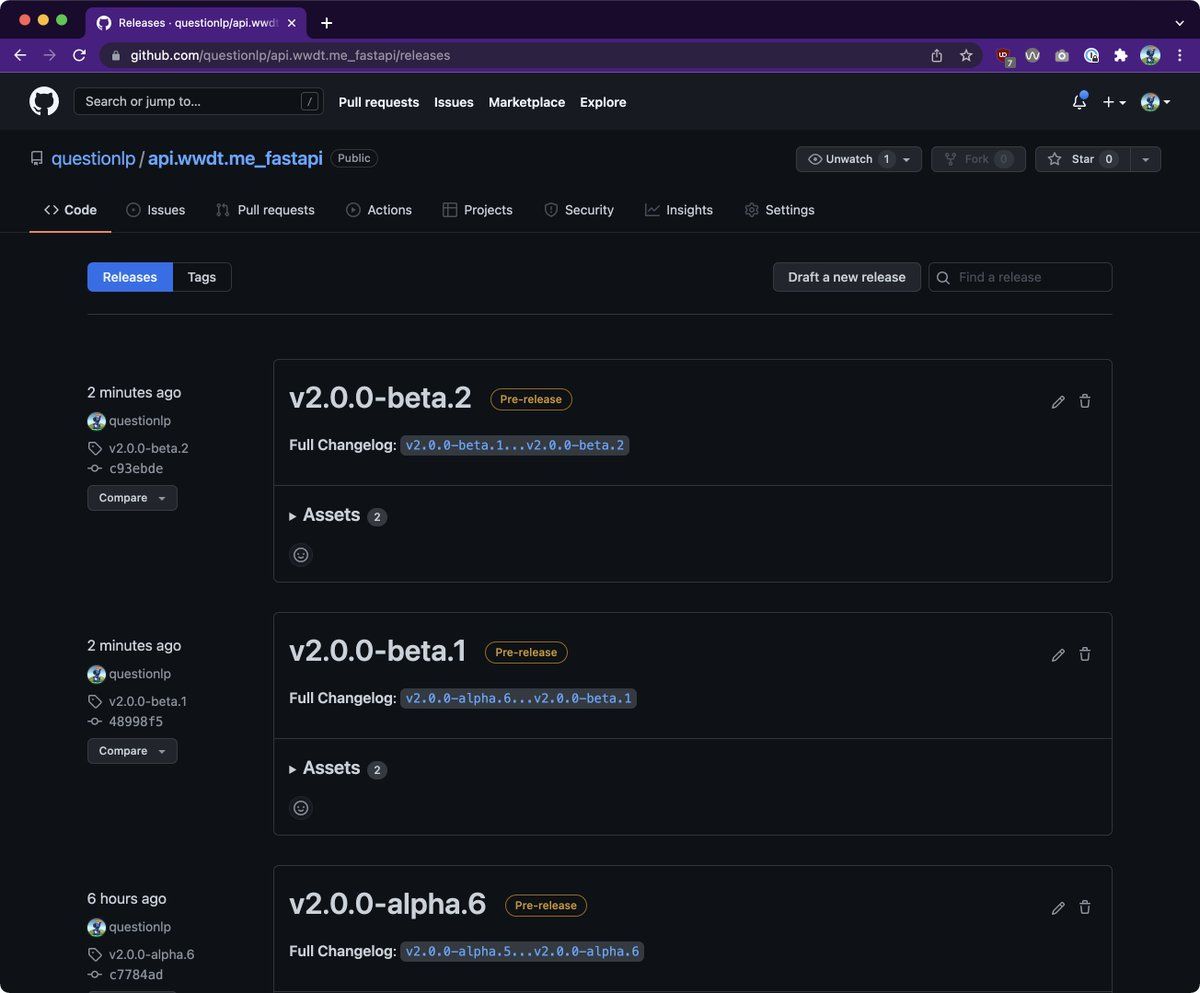 Releases · questionlp/api.wwdt
github.com/questionlp/api.wwdt.me_fastapi/releases
7
Search or jump to... /
Pull requests Issues Marketplace Explore
questionlp / api.wwdt.me_fastapi Public
Unwatch 1 Fork 0 Star 0
Code Issues Pull requests Actions Projects Security Insights Settings
Releases Tags
Draft a new release Find a release
2 minutes ago
questionlp
v2.0.0-beta.2
c93ebde
Compare
v2.0.0-beta.2 Pre-release
Full Changelog: v2.0.0-beta.1...v2.0.0-beta.2
Assets 2
2 minutes ago
questionlp
v2.0.0-beta.1
48998f5
Compare
v2.0.0-beta.1 Pre-release
Full Changelog: v2.0.0-alpha.6...v2.0.0-beta.1
Assets 2
6 hours ago
questionlp
v2.0.0-alpha.6
c7784ad
v2.0.0-alpha.6 Pre-release
Full Changelog: v2.0.0-alpha.5...v2.0.0-alpha.6